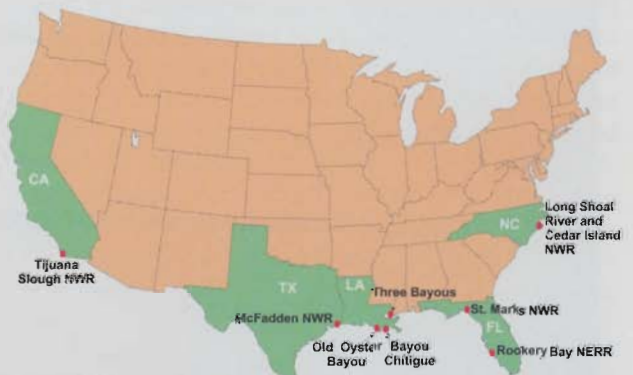 CA
Tijuana
Slough NWR
TX
McFadden NWR
LA
Three Bayous
Old Oyster
Bayou
Bayou
Chitigue
NC
Long Shoal
River and
Cedar Island
NWR
St. Marks NWR
FL
Rookery Bay NERR